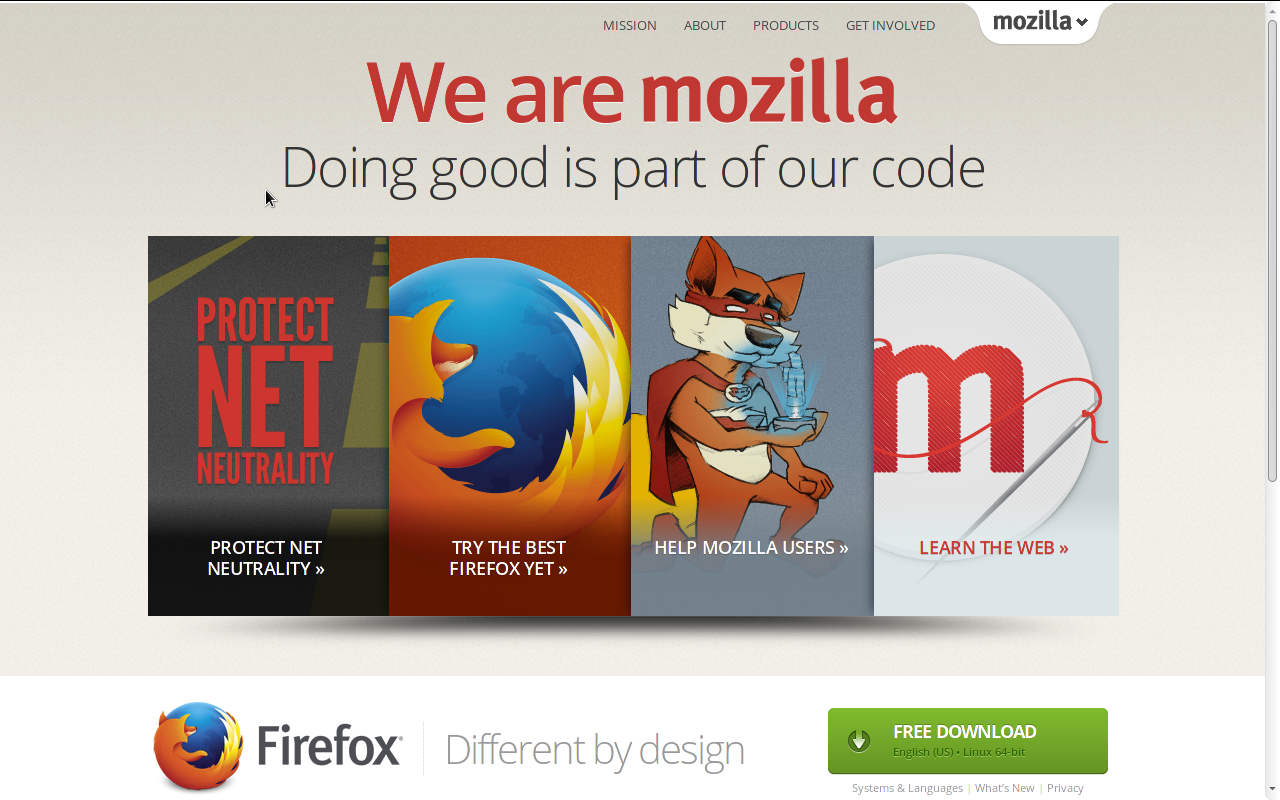 MISSION ABOUT PRODUCTS GET INVOLVED mozilla
We are mozilla
Doing good is part of our code
PROTECT
NET
NEUTRALITY
PROTECT NET
NEUTRALITY »
TRY THE BEST
FIREFOX YET »
HELP MOZILLA USERS »
m
LEARN THE WEB »
Firefox
Different by design
FREE DOWNLOAD
English (US) • Linux 64-bit
Systems & Languages | What's New | Privacy